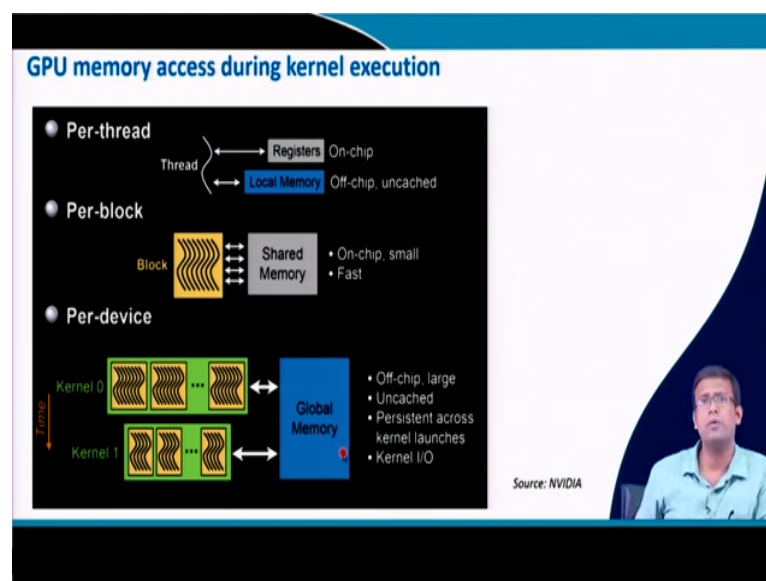 GPU memory access during kernel execution
Per-thread
Thread
Registers On-chip
Local Memory Off-chip, uncached
Per-block
Block
Shared
Memory
• On-chip, small
• Fast
Per-device
Kernel 0
Time
Kernel 1
Global
Memory
• Off-chip, large
• Uncached
• Persistent across
kernel launches
• Kernel I/O
Source: NVIDIA